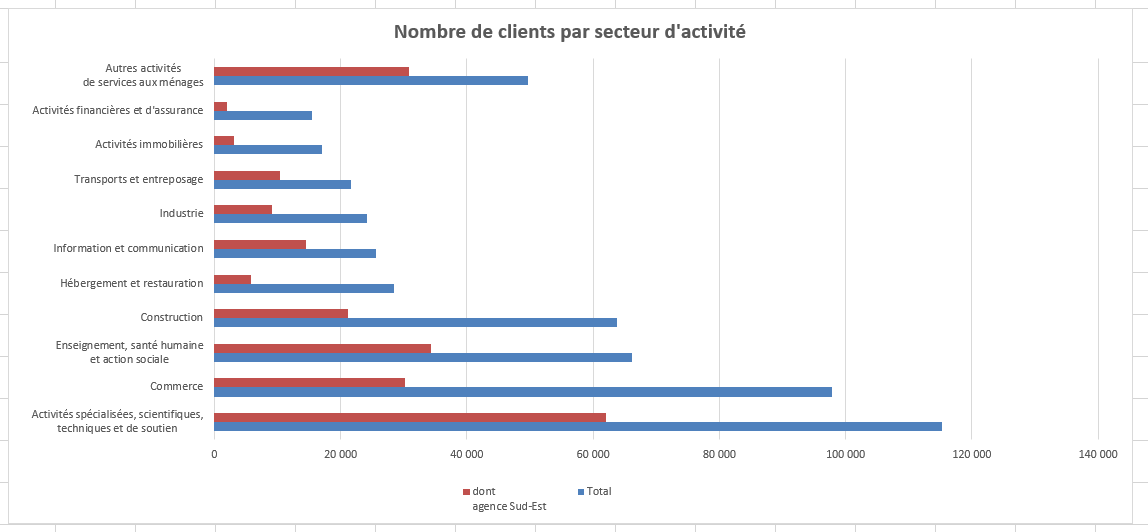 Nombre de clients par secteur d'activité
Autres activités
de services aux ménages
Activités financières et d'assurance
Activités immobilières
Transports et entreposage
Industrie
Information et communication
Hébergement et restauration
Construction
Enseignement, santé humaine
et action sociale
Commerce
Activités spécialisées, scientifiques,
techniques et de soutien
0 20 000 40 000 60 000 80 000 100 000 120 000 140 000
dont Total
agence Sud-Est